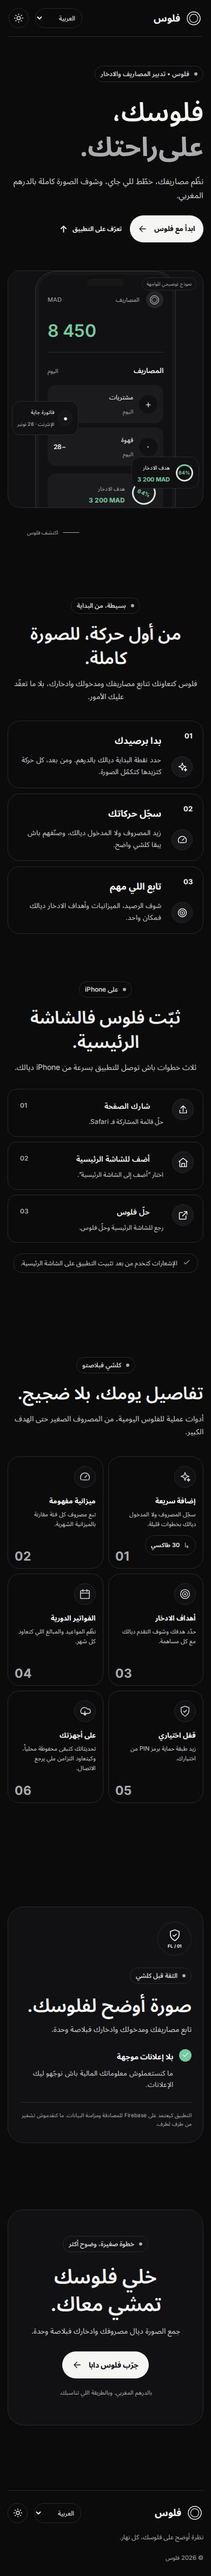 فلوس
العربية
فلوس • تدبير المصاريف والادخار
فلوسك،
على راحتك.
نظّم مصاريفك، خطّط للي جاي، وشوف الصورة كاملة بالدرهم
المغربي.
ابدأ مع فلوس
تعرّف على التطبيق
نموذج توضيحي للواجهة
المصاريف
MAD
8 450
المصاريف
اليوم
مشتريات
اليوم
فاتورة جاية
الإنترنت · 28 يونيو
قهوة
اليوم
−28
هدف الادخار
3 200 MAD
64%
هدف الادخار
3 200 MAD
64%
اكتشف فلوس
بسيطة، من البداية
من أول حركة، للصورة
كاملة.
فلوس كتعاونك تتابع مصاريفك ومدخولك وادخارك، بلا ما تعقّد
عليك الأمور.
01
بدا برصيدك
حدد نقطة البداية ديالك بالدرهم. ومن بعد، كل حركة
كتزيدها كتكمّل الصورة.
02
سجّل حركاتك
زيد المصروف ولا المدخول ديالك، وصنّفهم باش
يبقا كلشي واضح.
03
تابع اللي مهم
شوف الرصيد، الميزانيات وأهداف الادخار ديالك
فمكان واحد.
على iPhone
ثبّت فلوس فالشاشة
الرئيسية.
ثلاث خطوات باش توصل للتطبيق بسرعة من iPhone ديالك.
شارك الصفحة
01
حلّ قائمة المشاركة فـ Safari.
أضف للشاشة الرئيسية
02
اختار "أضف إلى الشاشة الرئيسية".
حلّ فلوس
03
رجع للشاشة الرئيسية وحلّ فلوس.
الإشعارات كتخدم من بعد تثبيت التطبيق على الشاشة الرئيسية.
كلشي فبلاصتو
تفاصيل يومك، بلا ضجيج.
أدوات عملية للفلوس اليومية، من المصروف الصغير حتى الهدف
الكبير.
إضافة سريعة
سجّل المصروف ولا المدخول
ديالك بخطوات قليلة.
30 طاكسي
01
ميزانية مفهومة
تبع مصروف كل فئة مقارنة
بالميزانية الشهرية.
02
أهداف الادخار
حدّد هدفك وشوف التقدم ديالك
مع كل مساهمة.
03
الفواتير الدورية
نظّم المواعيد والمبالغ اللي كتعاود
كل شهر.
04
قفل اختياري
زيد طبقة حماية برمز PIN من
اختيارك.
05
على أجهزتك
تحديثاتك كتبقى محفوظة محلياً،
وكيتعاود التزامن ملي يرجع
الاتصال.
06
FL / 01
الثقة قبل كلشي
صورة أوضح لفلوسك.
تابع مصاريفك ومدخولك وادخارك فبلاصة وحدة.
بلا إعلانات موجهة
ما كنستعملوش معلوماتك المالية باش نوجّهو ليك
الإعلانات.
التطبيق كيعتمد على Firebase للمصادقة ومزامنة البيانات. ما كتقدموش تشفير
من طرف لطرف.
خطوة صغيرة، وضوح أكثر
خلي فلوسك
تمشي معاك.
جمع الصورة ديال مصروفك وادخارك فبلاصة وحدة.
جرّب فلوس دابا
بالدرهم المغربي. وبالطريقة اللي تناسبك.
فلوس
العربية
نظرة أوضح على فلوسك، كل نهار.
© 2026 فلوس